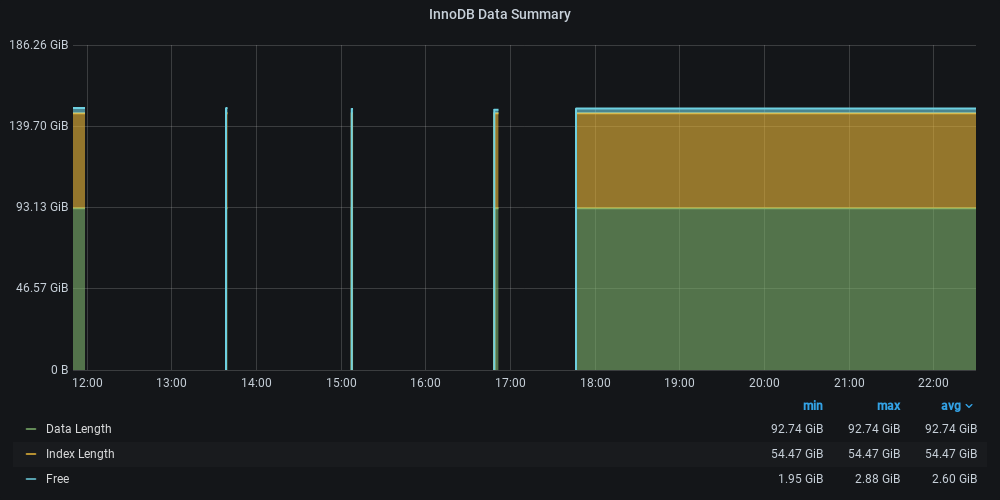 InnoDB Data Summary
186.26 GiB
139.70 GiB
93.13 GiB
46.57 GiB
0 B
12:00 13:00 14:00 15:00 16:00 17:00 18:00 19:00 20:00 21:00 22:00
min max avg
Data Length 92.74 GiB 92.74 GiB 92.74 GiB
Index Length 54.47 GiB 54.47 GiB 54.47 GiB
Free 1.95 GiB 2.88 GiB 2.60 GiB